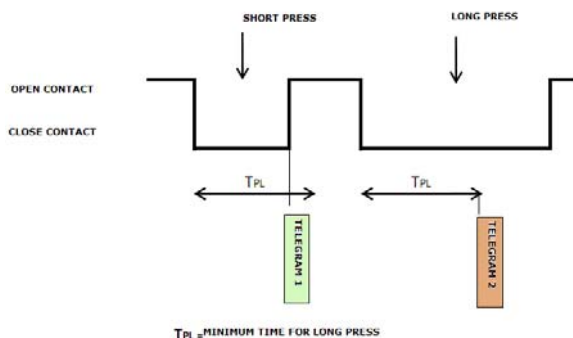 SHORT PRESS
LONG PRESS
OPEN CONTACT
CLOSE CONTACT
TPL
TPL
TELEGRAM 1
TELEGRAM 2
TPL =MINIMUM TIME FOR LONG PRESS